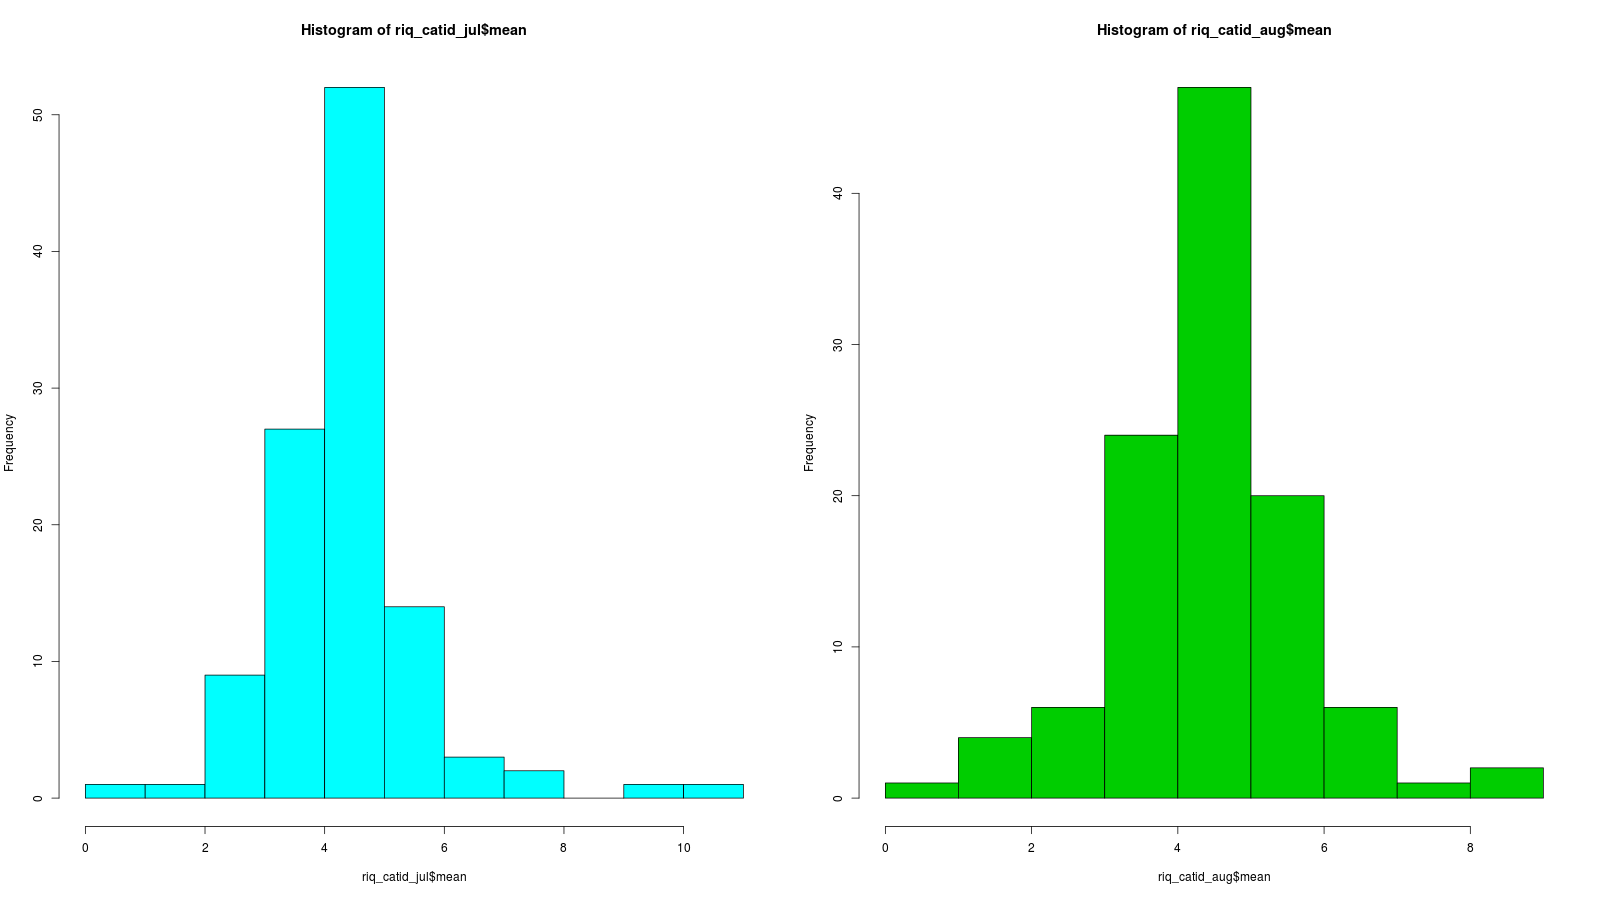 Histogram of riq_catid_jul$mean
50
40
30
20
10
0
Frequency
0 2 4 6 8 10
riq_catid_jul$mean
Histogram of riq_catid_aug$mean
40
30
20
10
0
Frequency
0 2 4 6 8
riq_catid_aug$mean